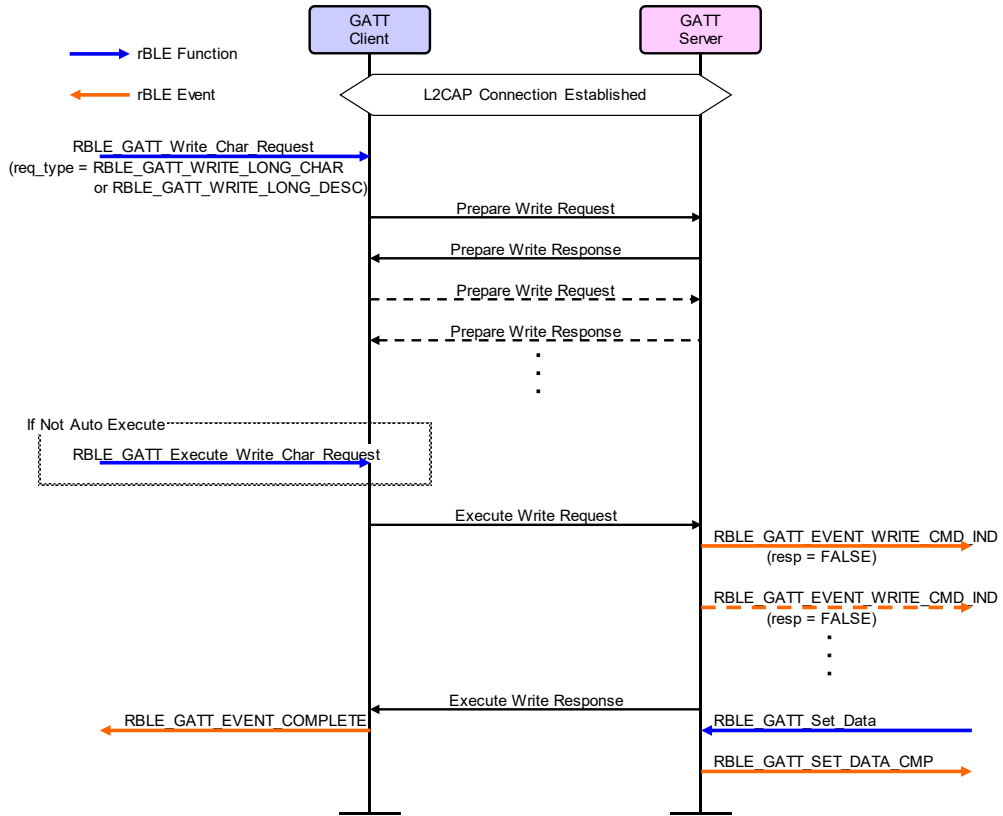 GATT
Client
GATT
Server
rBLE Function
rBLE Event
L2CAP Connection Established
RBLE_GATT_Write_Char_Request
(req_type = RBLE_GATT_WRITE_LONG_CHAR
or RBLE_GATT_WRITE_LONG_DESC)
Prepare Write Request
Prepare Write Response
Prepare Write Request
Prepare Write Response
If Not Auto Execute
RBLE_GATT_Execute_Write_Char_Request
Execute Write Request
RBLE_GATT_EVENT_WRITE_CMD_IND
(resp = FALSE)
RBLE_GATT_EVENT_WRITE_CMD_IND
(resp = FALSE)
Execute Write Response
RBLE_GATT_EVENT_COMPLETE
RBLE_GATT_Set_Data
RBLE_GATT_SET_DATA_CMP